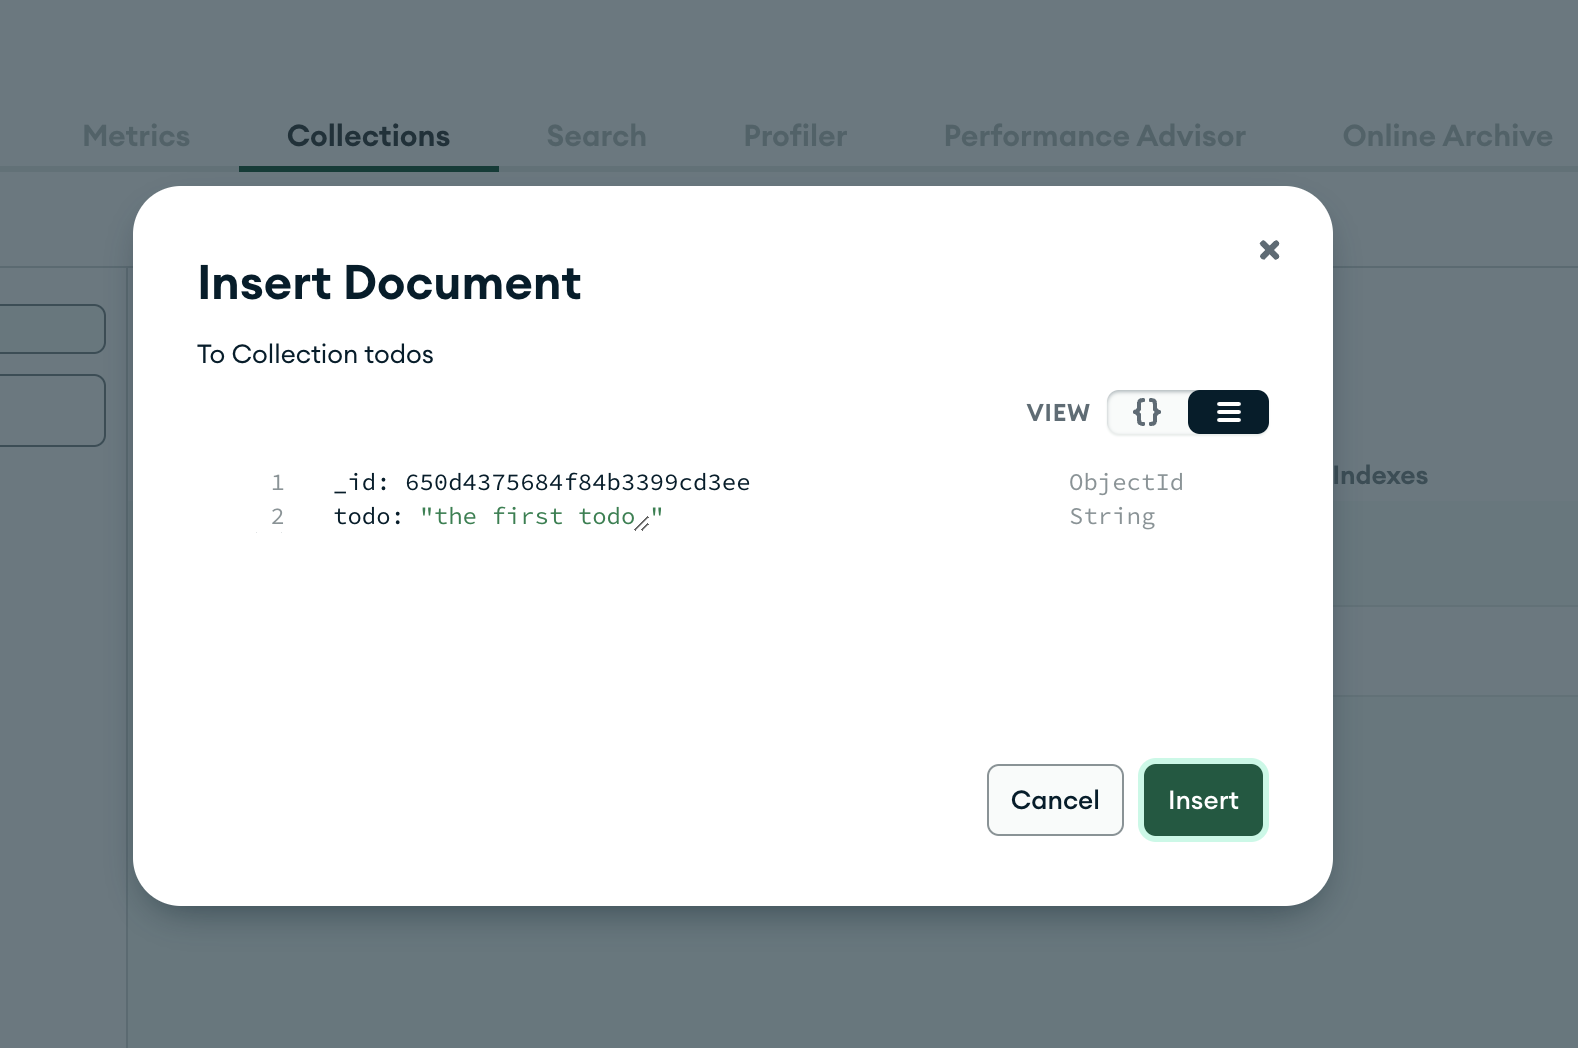 Metrics Collections Search Profiler Performance Advisor Online Archive
Insert Document
To Collection todos
VIEW {}
1 _id: 650d4375684f84b3399cd3ee ObjectId
2 todo: "the first todo " String
Indexes
Cancel Insert